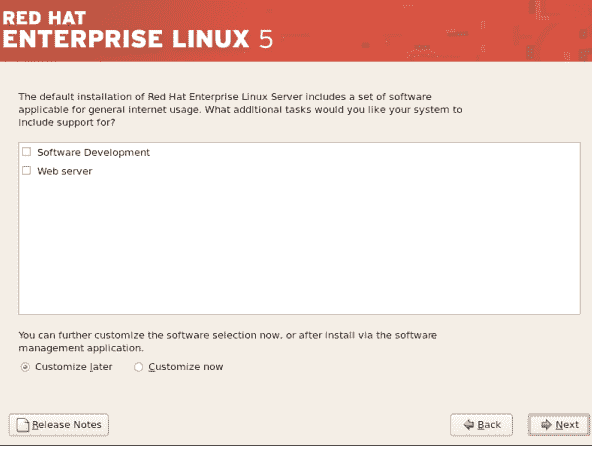 RED HAT
ENTERPRISE LINUX 5
The default installation of Red Hat Enterprise Linux Server includes a set of software
applicable for general internet usage. What additional tasks would you like your system to
include support for?
Software Development
Web server
You can further customize the software selection now, or after install via the software
management application.
Customize later Customize now
Release Notes Back Next